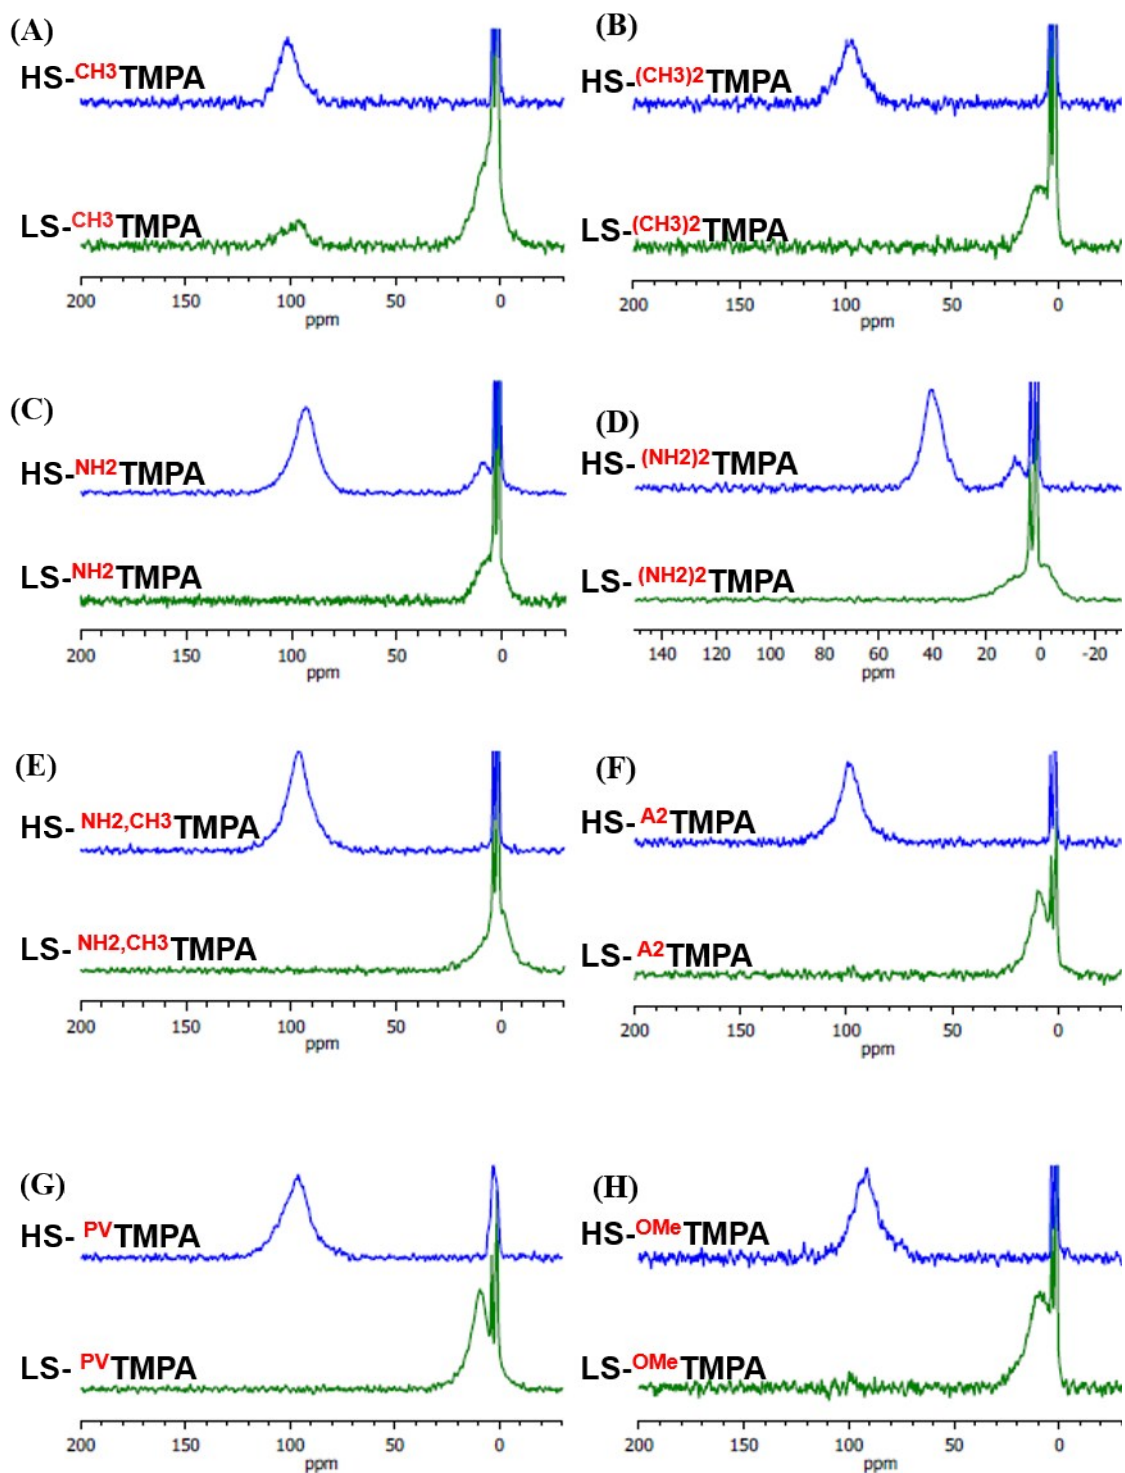 (A)
HS-CH3TMPA
LS-CH3TMPA
200 150 100 50 0
ppm
(B)
HS-(CH3)2TMPA
LS-(CH3)2TMPA
200 150 100 50 0
ppm
(C)
HS-NH2TMPA
LS-NH2TMPA
200 150 100 50 0
ppm
(D)
HS- (NH2)2TMPA
LS- (NH2)2TMPA
140 120 100 80 60 40 20 0 -20
ppm
(E)
HS- NH2,CH3TMPA
LS- NH2,CH3TMPA
200 150 100 50 0
ppm
(F)
HS- A2TMPA
LS- A2TMPA
200 150 100 50 0
ppm
(G)
HS- PVTMPA
LS- PVTMPA
200 150 100 50 0
ppm
(H)
HS-OMeTMPA
LS-OMeTMPA
200 150 100 50 0
ppm